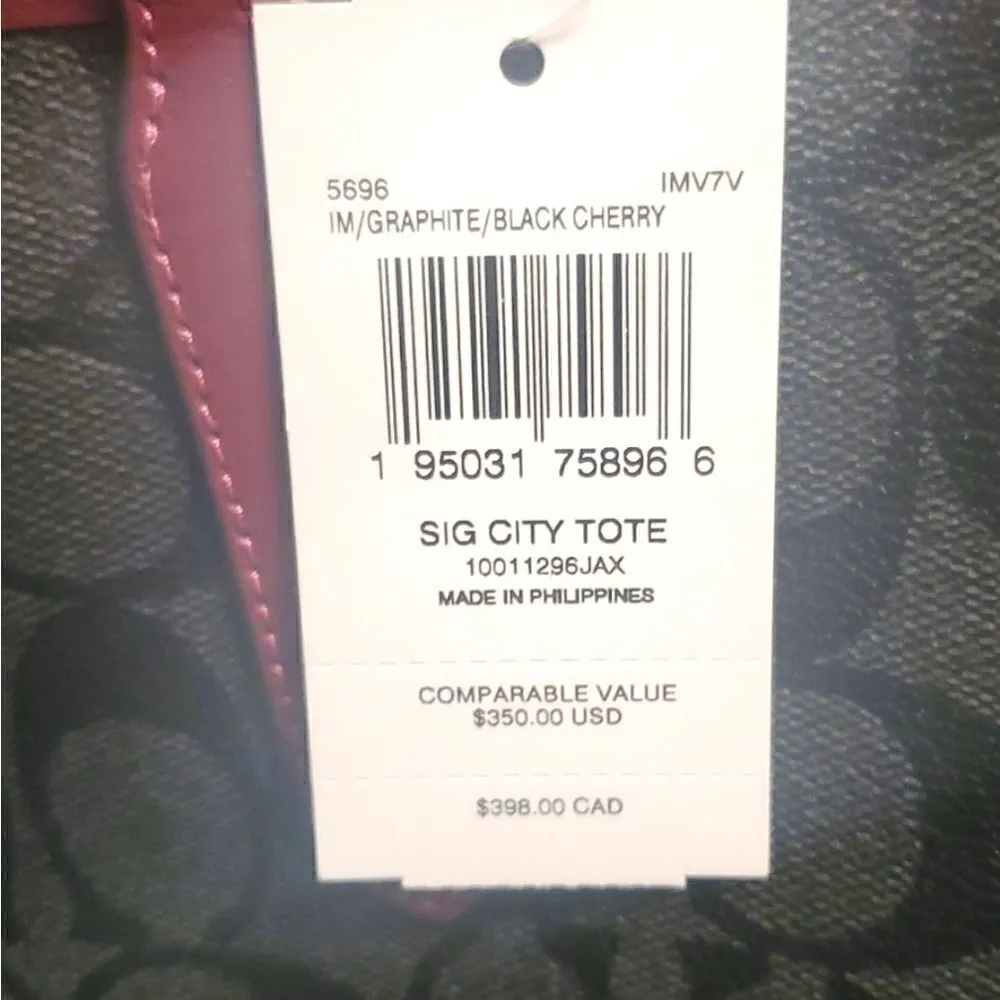 5696 IMV7V
IM/GRAPHITE/BLACK CHERRY
1 95031 75896 6
SIG CITY TOTE
10011296JAX
MADE IN PHILIPPINES
COMPARABLE VALUE
$350.00 USD
$398.00 CAD